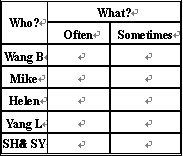 Who? What?
Often Sometimes
Wang B ↵ ↵
Mike ↵ ↵
Helen ↵ ↵
Yang L ↵ ↵
SH& SY ↵ ↵